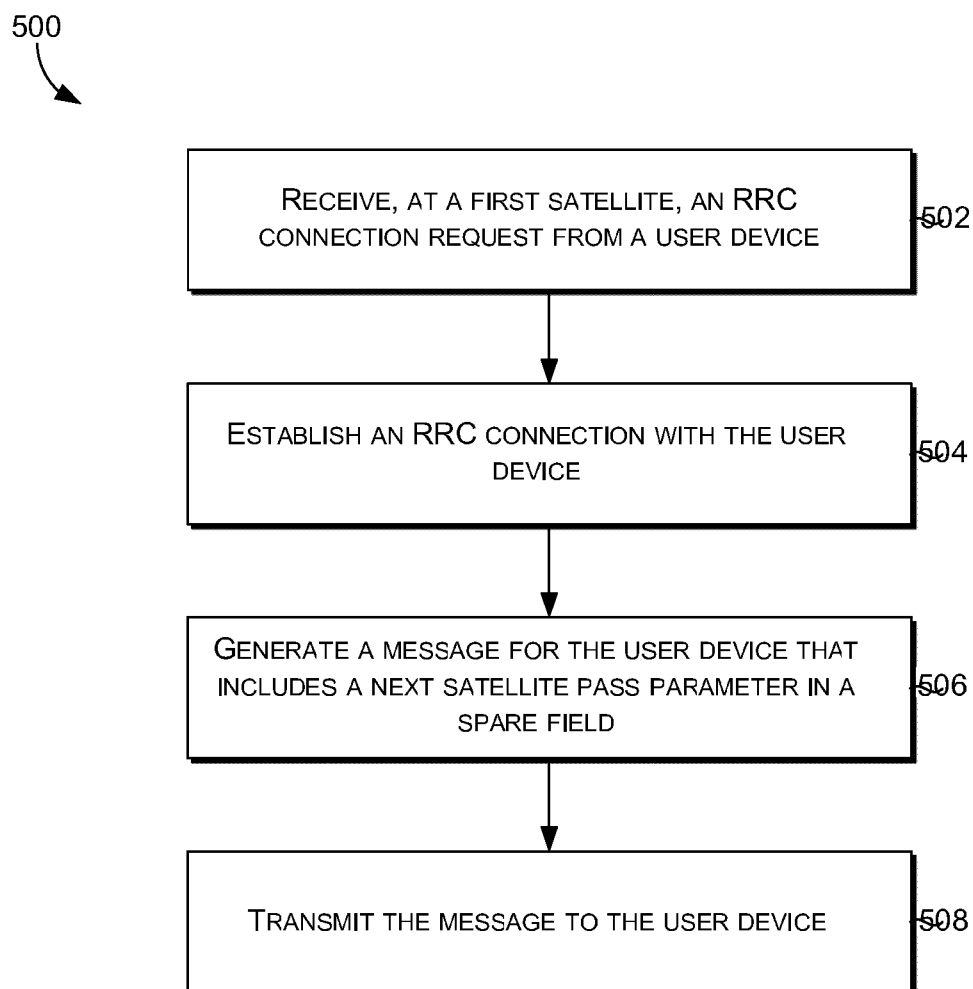 500
RECEIVE, AT A FIRST SATELLITE, AN RRC
CONNECTION REQUEST FROM A USER DEVICE
502
ESTABLISH AN RRC CONNECTION WITH THE USER
DEVICE
504
GENERATE A MESSAGE FOR THE USER DEVICE THAT
INCLUDES A NEXT SATELLITE PASS PARAMETER IN A
SPARE FIELD
506
TRANSMIT THE MESSAGE TO THE USER DEVICE
508